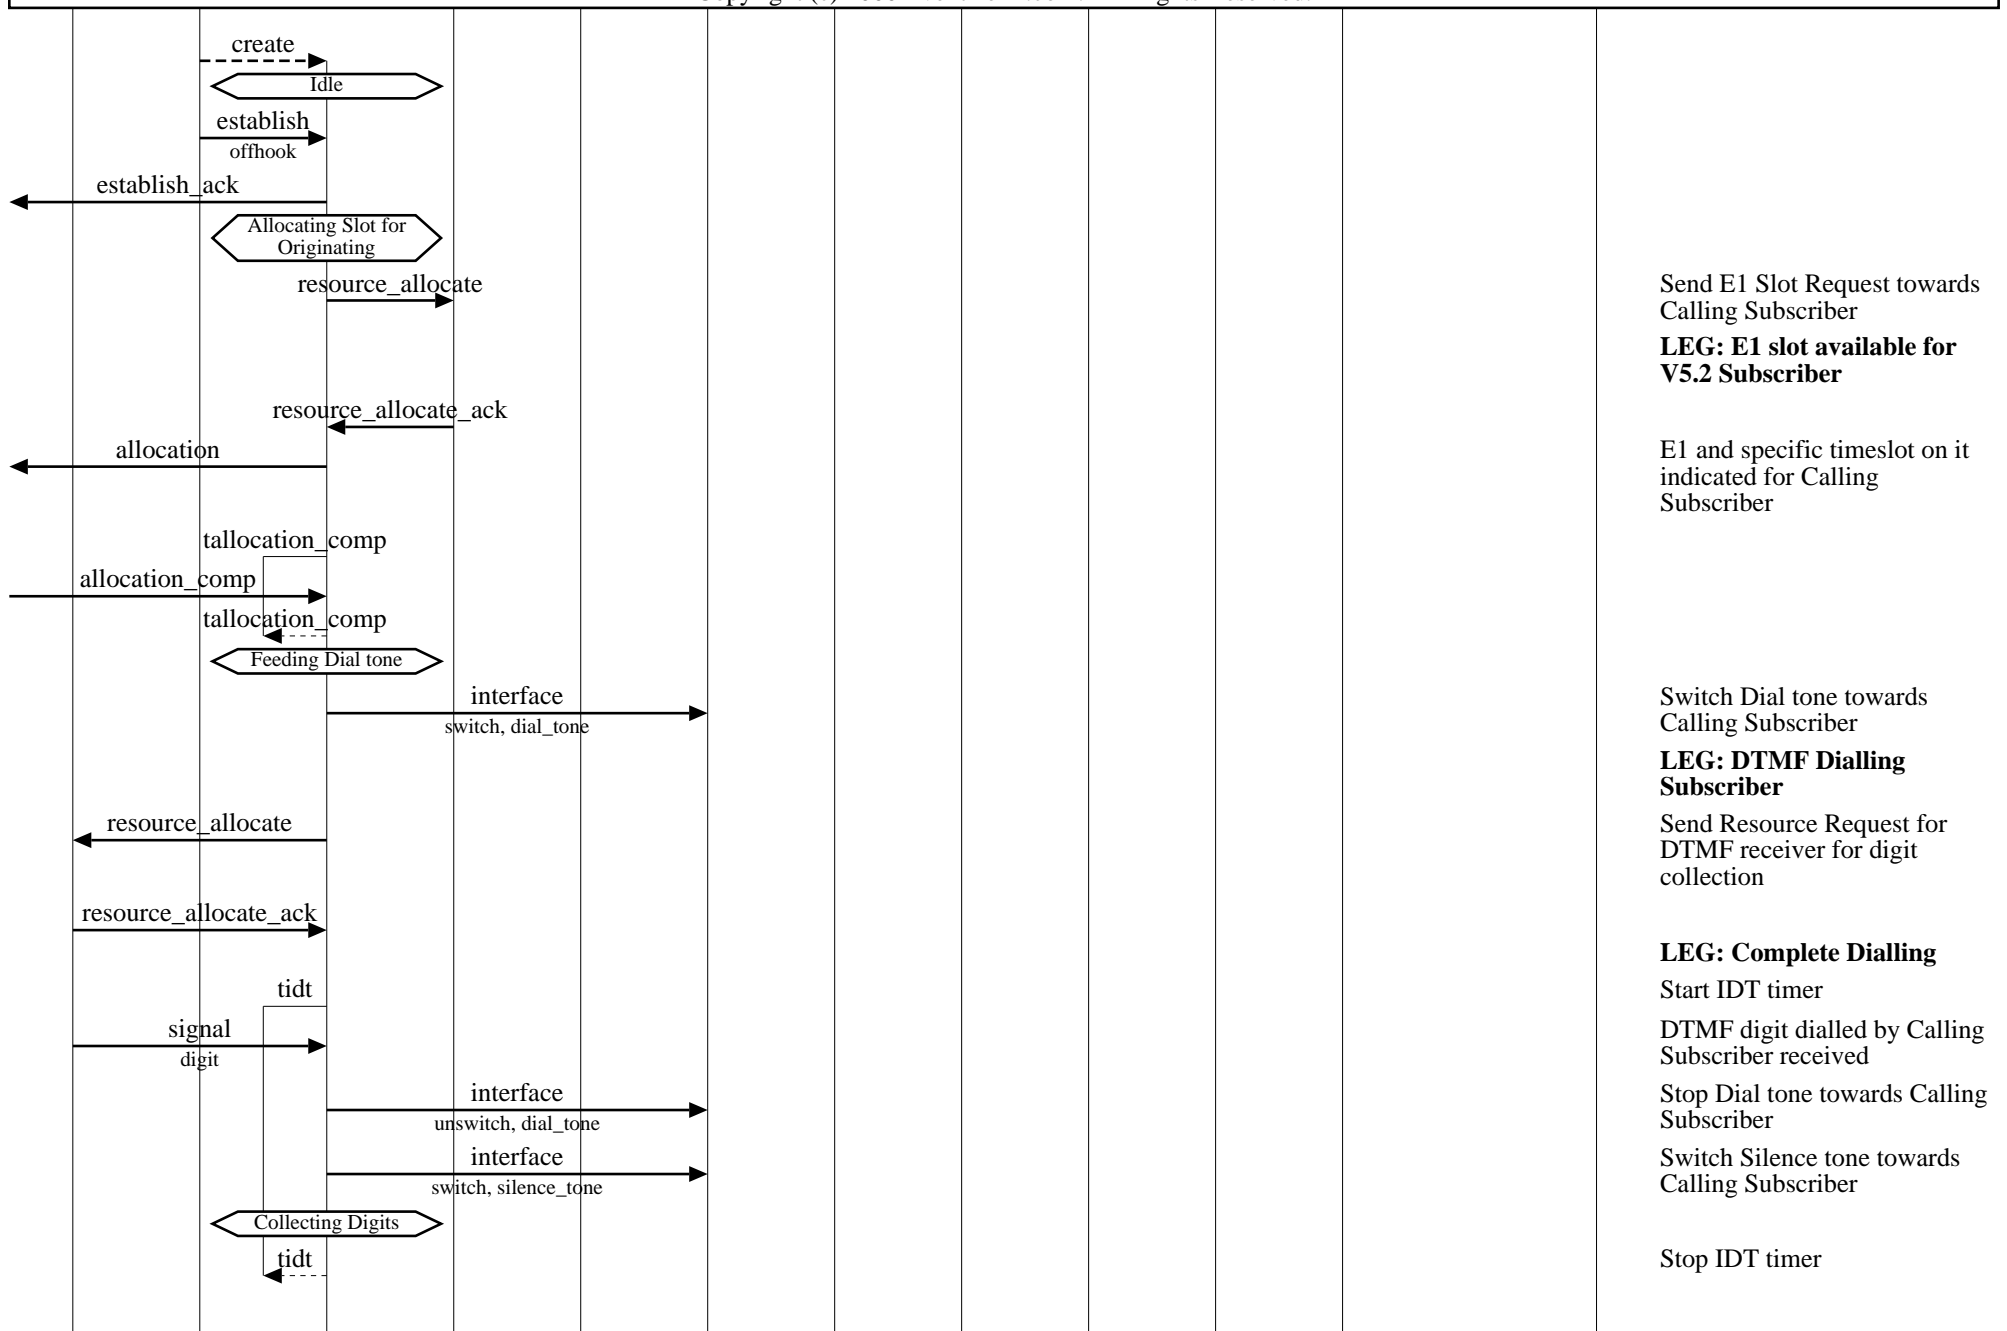 create
Idle
establish
offhook
establish_ack
Allocating Slot for
Originating
resource_allocate
Send E1 Slot Request towards
Calling Subscriber
LEG: E1 slot available for
V5.2 Subscriber
resource_allocate_ack
allocation
E1 and specific timeslot on it
indicated for Calling
Subscriber
tallocation_comp
allocation_comp
tallocation_comp
Feeding Dial tone
interface
switch, dial_tone
Switch Dial tone towards
Calling Subscriber
LEG: DTMF Dialling
Subscriber
resource_allocate
Send Resource Request for
DTMF receiver for digit
collection
resource_allocate_ack
LEG: Complete Dialling
tidt
Start IDT timer
signal
digit
DTMF digit dialled by Calling
Subscriber received
interface
unswitch, dial_tone
Stop Dial tone towards Calling
Subscriber
interface
switch, silence_tone
Switch Silence tone towards
Calling Subscriber
Collecting Digits
tidt
Stop IDT timer